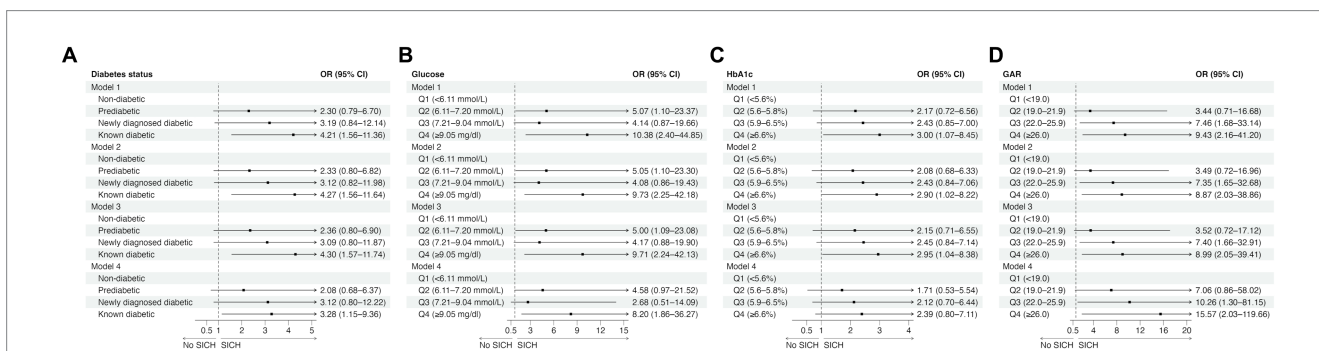 A
Diabetes status OR (95% CI)
Model 1
Non-diabetic
Prediabetic 2.30 (0.79–6.70)
Newly diagnosed diabetic 3.19 (0.84–12.14)
Known diabetic 4.21 (1.56–11.36)
Model 2
Non-diabetic
Prediabetic 2.33 (0.80–6.82)
Newly diagnosed diabetic 3.12 (0.82–11.98)
Known diabetic 4.27 (1.56–11.64)
Model 3
Non-diabetic
Prediabetic 2.36 (0.80–6.90)
Newly diagnosed diabetic 3.09 (0.80–11.87)
Known diabetic 4.30 (1.57–11.74)
Model 4
Non-diabetic
Prediabetic 2.08 (0.68–6.37)
Newly diagnosed diabetic 3.12 (0.80–12.22)
Known diabetic 3.28 (1.15–9.36)
0.5 1 2 3 4 5
No SICH SICH
B
Glucose OR (95% CI)
Model 1
Q1 (<6.11 mmol/L)
Q2 (6.11–7.20 mmol/L) 5.07 (1.10–23.37)
Q3 (7.21–9.04 mmol/L) 4.14 (0.87–19.66)
Q4 (≥9.05 mg/dl) 10.38 (2.40–44.85)
Model 2
Q1 (<6.11 mmol/L)
Q2 (6.11–7.20 mmol/L) 5.05 (1.10–23.30)
Q3 (7.21–9.04 mmol/L) 4.08 (0.86–19.43)
Q4 (≥9.05 mg/dl) 9.73 (2.25–42.18)
Model 3
Q1 (<6.11 mmol/L)
Q2 (6.11–7.20 mmol/L) 5.00 (1.09–23.08)
Q3 (7.21–9.04 mmol/L) 4.17 (0.88–19.90)
Q4 (≥9.05 mg/dl) 9.71 (2.24–42.13)
Model 4
Q1 (<6.11 mmol/L)
Q2 (6.11–7.20 mmol/L) 4.58 (0.97–21.52)
Q3 (7.21–9.04 mmol/L) 2.68 (0.51–14.09)
Q4 (≥9.05 mg/dl) 8.20 (1.86–36.27)
0.5 3 6 9 12 15
No SICH SICH
C
HbA1c OR (95% CI)
Model 1
Q1 (<5.6%)
Q2 (5.6–5.8%) 2.17 (0.72–6.56)
Q3 (5.9–6.5%) 2.43 (0.85–7.00)
Q4 (≥6.6%) 3.00 (1.07–8.45)
Model 2
Q1 (<5.6%)
Q2 (5.6–5.8%) 2.08 (0.68–6.33)
Q3 (5.9–6.5%) 2.43 (0.84–7.06)
Q4 (≥6.6%) 2.90 (1.02–8.22)
Model 3
Q1 (<5.6%)
Q2 (5.6–5.8%) 2.15 (0.71–6.55)
Q3 (5.9–6.5%) 2.45 (0.84–7.14)
Q4 (≥6.6%) 2.95 (1.04–8.38)
Model 4
Q1 (<5.6%)
Q2 (5.6–5.8%) 1.71 (0.53–5.54)
Q3 (5.9–6.5%) 2.12 (0.70–6.44)
Q4 (≥6.6%) 2.39 (0.80–7.11)
0.5 1 2 3 4
No SICH SICH
D
GAR OR (95% CI)
Model 1
Q1 (<19.0)
Q2 (19.0–21.9) 3.44 (0.71–16.68)
Q3 (22.0–25.9) 7.46 (1.68–33.14)
Q4 (≥26.0) 9.43 (2.16–41.20)
Model 2
Q1 (<19.0)
Q2 (19.0–21.9) 3.49 (0.72–16.96)
Q3 (22.0–25.9) 7.35 (1.65–32.68)
Q4 (≥26.0) 8.87 (2.03–38.86)
Model 3
Q1 (<19.0)
Q2 (19.0–21.9) 3.52 (0.72–17.12)
Q3 (22.0–25.9) 7.40 (1.66–32.91)
Q4 (≥26.0) 8.99 (2.05–39.41)
Model 4
Q1 (<19.0)
Q2 (19.0–21.9) 7.06 (0.86–58.02)
Q3 (22.0–25.9) 10.26 (1.30–81.15)
Q4 (≥26.0) 15.57 (2.03–119.66)
0.5 4 8 12 16 20
No SICH SICH